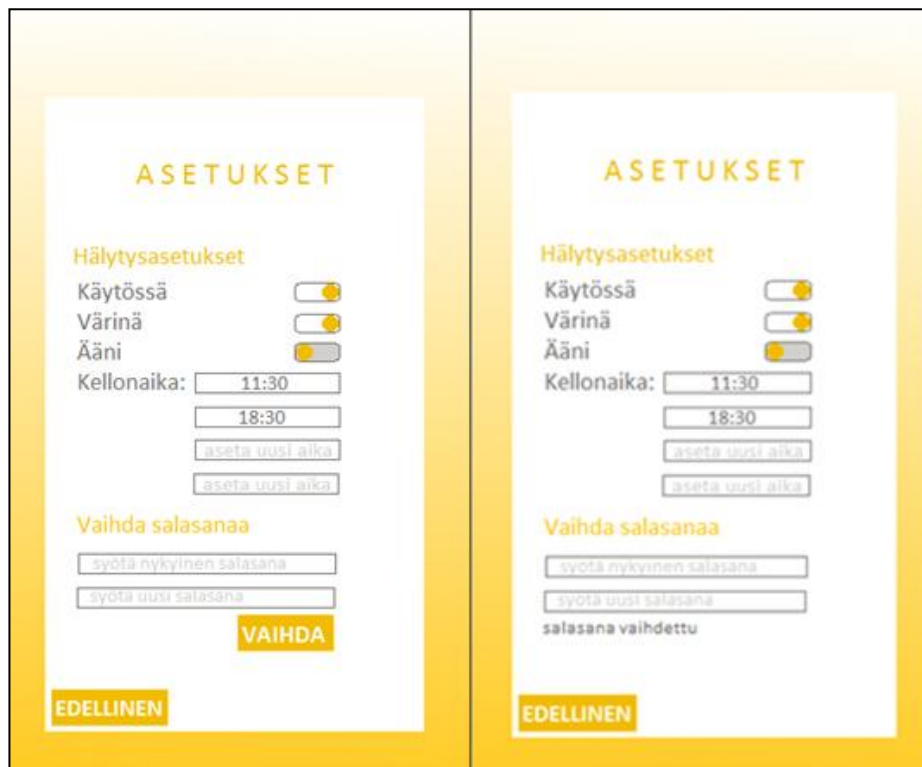 ASETUKSET
Hälytysasetukset
Käytössä
Värinä
Ääni
Kellonaika: 11:30
18:30
aseta uusi aika
aseta uusi aika
Vaihda salasanaa
syötä nykyinen salasana
syötä uusi salasana
VAIHDA
EDELLINEN
ASETUKSET
Hälytysasetukset
Käytössä
Värinä
Ääni
Kellonaika: 11:30
18:30
aseta uusi aika
aseta uusi aika
Vaihda salasanaa
syötä nykyinen salasana
syötä uusi salasana
salasana vaihdettu
EDELLINEN